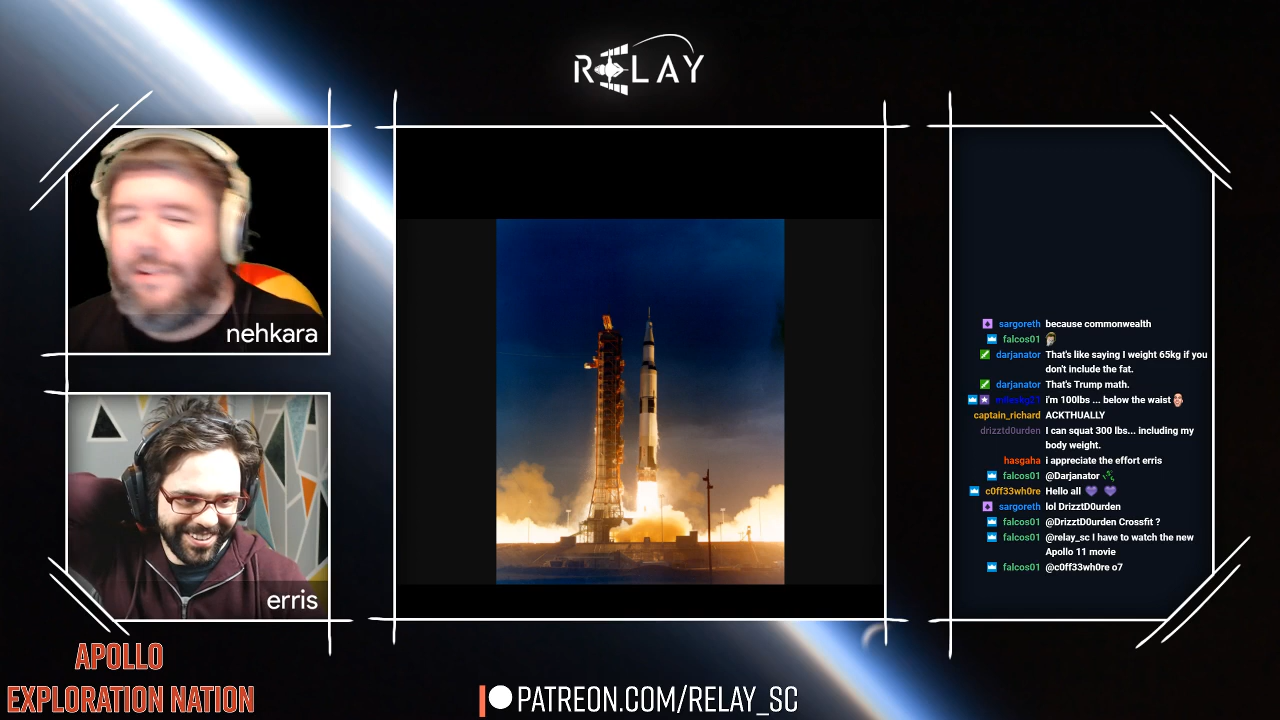 RELAY
nehkara
erris
sargoreth because commonwealth
falcos01
darjanator That's like saying I weight 65kg if you
don't include the fat.
darjanator That's Trump math.
i'm 100lbs ... below the waist
captain_richard ACKTHUALLY
drizztd0urden I can squat 300 lbs... including my
body weight.
hasgaha i appreciate the effort erris
falcos01 @Darjanator
c0ff33wh0re Hello all
sargoreth lol DrizztD0urden
falcos01 @DrizztD0urden Crossfit ?
falcos01 @relay_sc I have to watch the new
Apollo 11 movie
falcos01 @c0ff33wh0re o7
APOLLO
EXPLORATION NATION
PATREON.COM/RELAY_SC